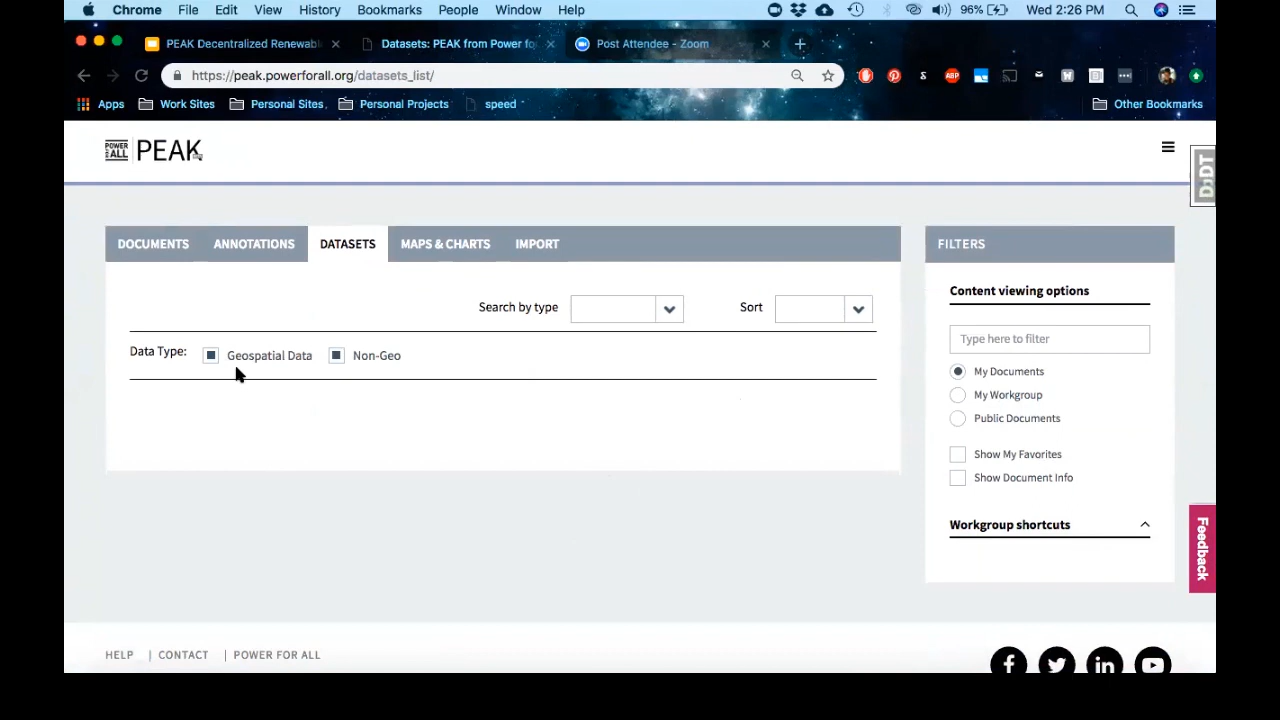 Chrome File Edit View History Bookmarks People Window Help 96% Wed 2:26 PM
PEAK Decentralized Renewab Datasets: PEAK from Power fo Post Attendee - Zoom
https://peak.powerforall.org/datasets_list/ ABP
Apps Work Sites Personal Sites Personal Projects speed Other Bookmarks
POWER FOR ALL PEAK
DJDT
DOCUMENTS ANNOTATIONS DATASETS MAPS & CHARTS IMPORT
Search by type Sort
Data Type: Geospatial Data Non-Geo
FILTERS
Content viewing options
Type here to filter
My Documents
My Workgroup
Public Documents
Show My Favorites
Show Document Info
Workgroup shortcuts
Feedback
HELP | CONTACT | POWER FOR ALL